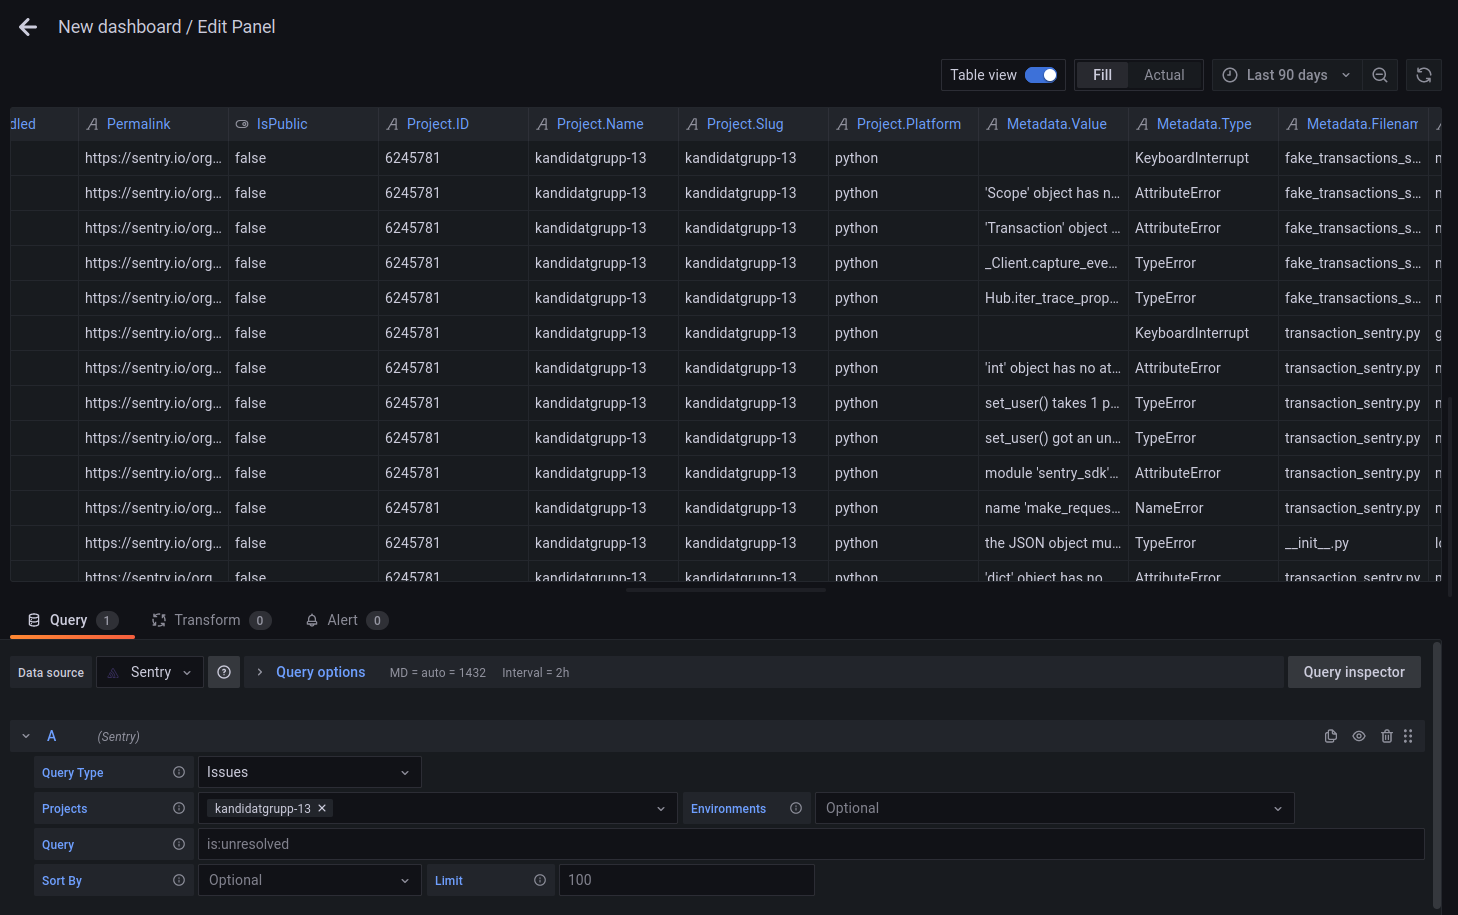 New dashboard / Edit Panel
Table view Fill Actual Last 90 days
dled Permalink IsPublic Project.ID Project.Name Project.Slug Project.Platform Metadata.Value Metadata.Type Metadata.Filenam
https://sentry.io/org... false 6245781 kandidatgrupp-13 kandidatgrupp-13 python KeyboardInterrupt fake_transactions_s...
https://sentry.io/org... false 6245781 kandidatgrupp-13 kandidatgrupp-13 python 'Scope' object has n... AttributeError fake_transactions_s...
https://sentry.io/org... false 6245781 kandidatgrupp-13 kandidatgrupp-13 python 'Transaction' object ... AttributeError fake_transactions_s...
https://sentry.io/org... false 6245781 kandidatgrupp-13 kandidatgrupp-13 python _Client.capture_eve... TypeError fake_transactions_s...
https://sentry.io/org... false 6245781 kandidatgrupp-13 kandidatgrupp-13 python Hub.iter_trace_prop... TypeError fake_transactions_s...
https://sentry.io/org... false 6245781 kandidatgrupp-13 kandidatgrupp-13 python KeyboardInterrupt transaction_sentry.py
https://sentry.io/org... false 6245781 kandidatgrupp-13 kandidatgrupp-13 python 'int' object has no at... AttributeError transaction_sentry.py
https://sentry.io/org... false 6245781 kandidatgrupp-13 kandidatgrupp-13 python set_user() takes 1 p... TypeError transaction_sentry.py
https://sentry.io/org... false 6245781 kandidatgrupp-13 kandidatgrupp-13 python set_user() got an un... TypeError transaction_sentry.py
https://sentry.io/org... false 6245781 kandidatgrupp-13 kandidatgrupp-13 python module 'sentry_sdk'... AttributeError transaction_sentry.py
https://sentry.io/org... false 6245781 kandidatgrupp-13 kandidatgrupp-13 python name 'make_reques... NameError transaction_sentry.py
https://sentry.io/org... false 6245781 kandidatgrupp-13 kandidatgrupp-13 python the JSON object mu... TypeError __init__.py
https://sentry.io/org... false 6245781 kandidatgrupp-13 kandidatgrupp-13 python 'dict' object has no... AttributeError transaction_sentry.py
Query 1 Transform 0 Alert 0
Data source Sentry Query options MD = auto = 1432 Interval = 2h Query inspector
A (Sentry)
Query Type Issues
Projects kandidatgrupp-13 Environments Optional
Query is:unresolved
Sort By Optional Limit 100